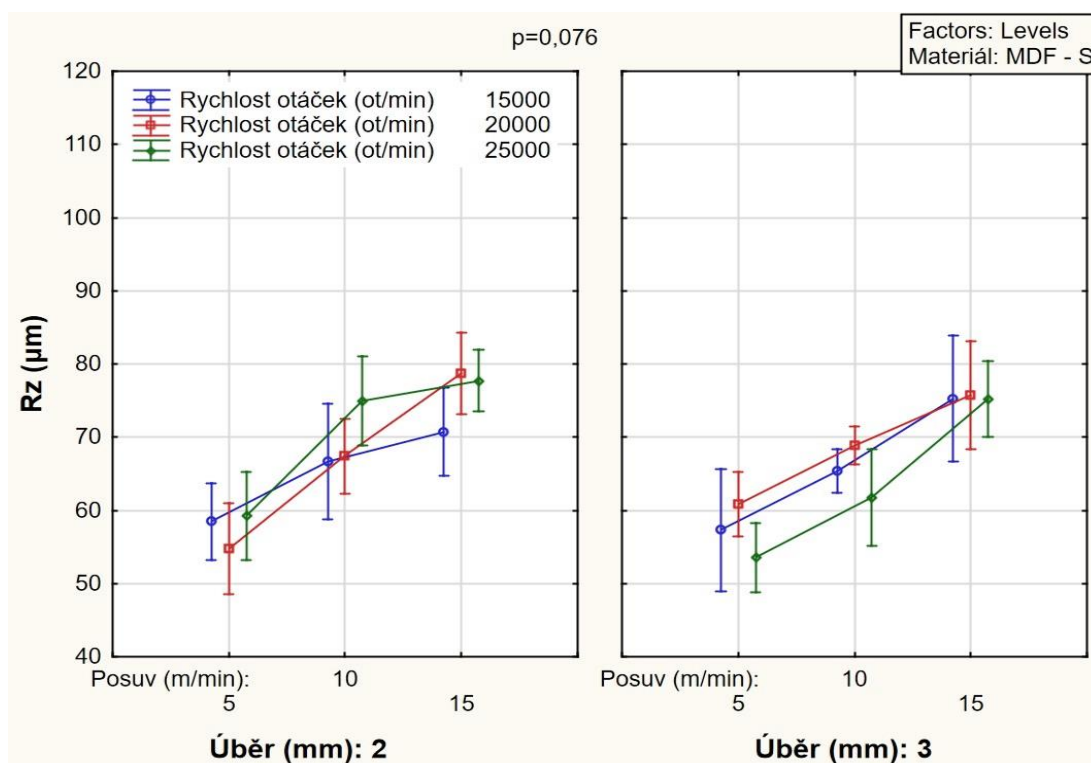 p=0,076
Factors: Levels
Materiál: MDF - S
Rz (µm)
120
110
100
90
80
70
60
50
40
Rychlost otáček (ot/min) 15000
Rychlost otáček (ot/min) 20000
Rychlost otáček (ot/min) 25000
Posuv (m/min):
5
10
15
5
10
15
Úběr (mm): 2
Úběr (mm): 3